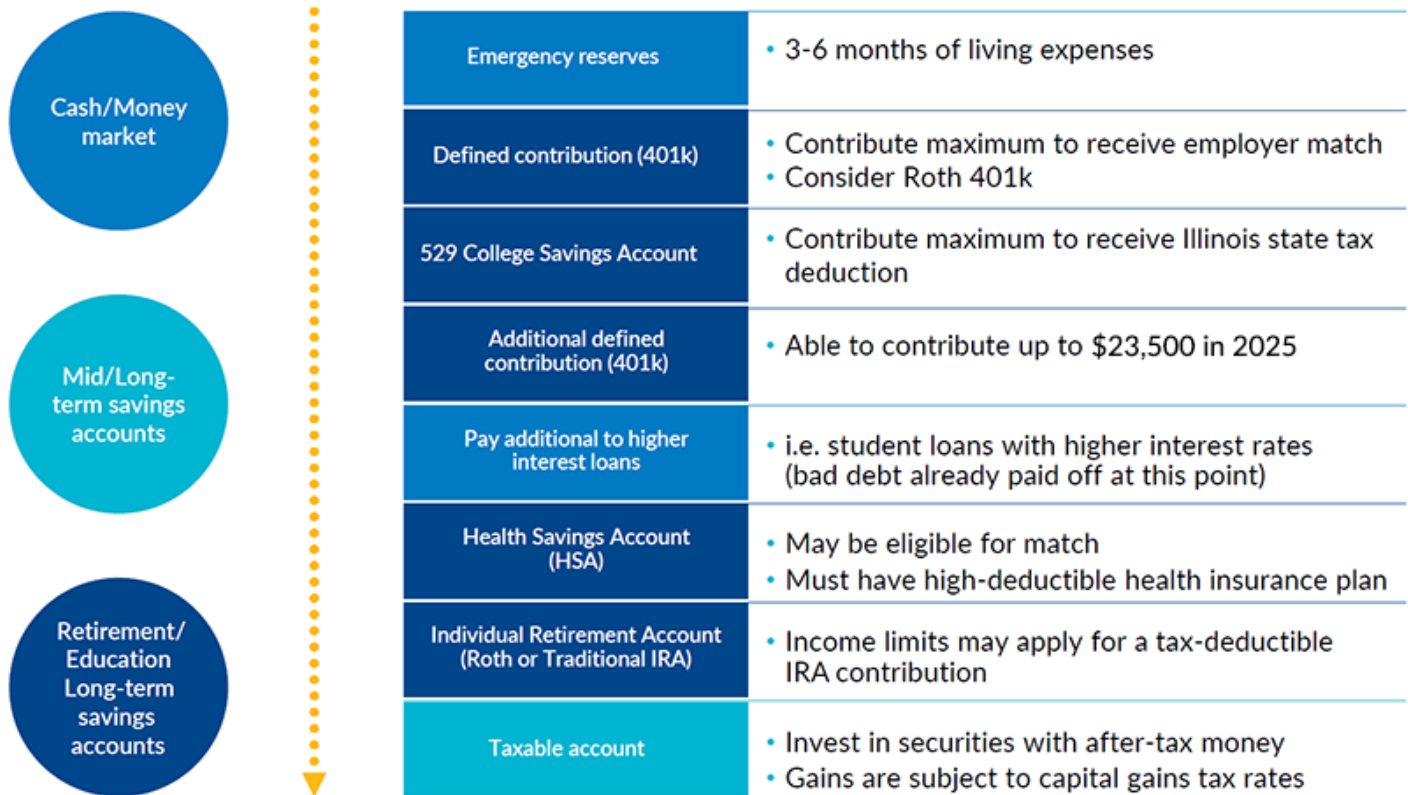 Cash/Money
market
Mid/Long-
term savings
accounts
Retirement/
Education
Long-term
savings
accounts
Emergency reserves
• 3-6 months of living expenses
Defined contribution (401k)
• Contribute maximum to receive employer match
• Consider Roth 401k
529 College Savings Account
• Contribute maximum to receive Illinois state tax
deduction
Additional defined
contribution (401k)
• Able to contribute up to $23,500 in 2025
Pay additional to higher
interest loans
• i.e. student loans with higher interest rates
(bad debt already paid off at this point)
Health Savings Account
(HSA)
• May be eligible for match
• Must have high-deductible health insurance plan
Individual Retirement Account
(Roth or Traditional IRA)
• Income limits may apply for a tax-deductible
IRA contribution
Taxable account
• Invest in securities with after-tax money
• Gains are subject to capital gains tax rates